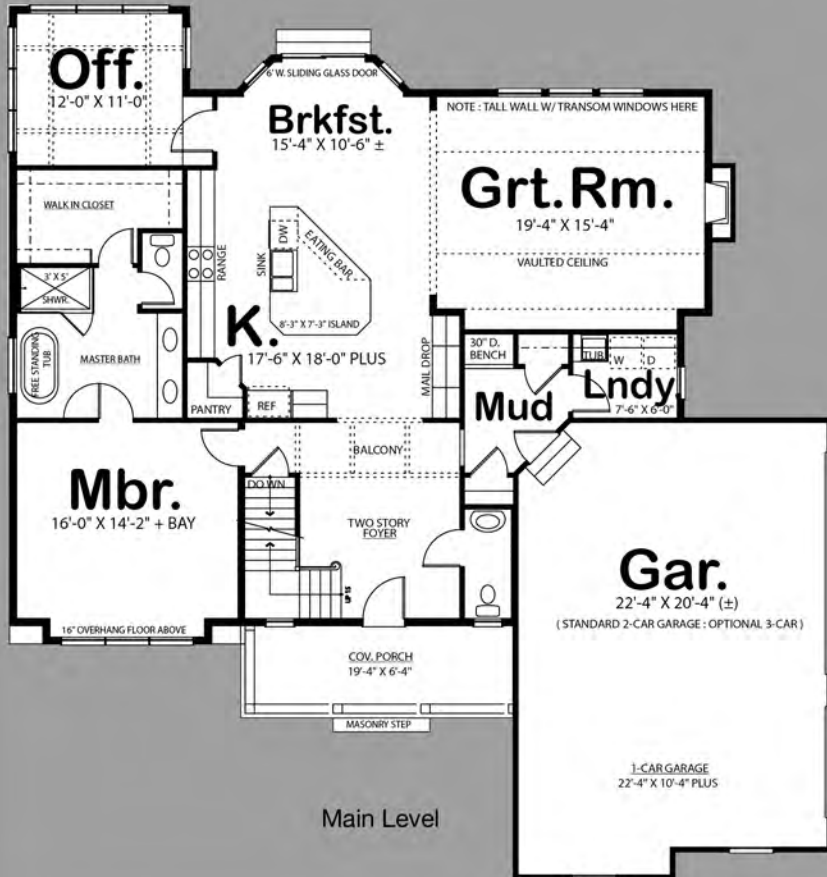 Off.
12'-0" X 11'-0"
6' W. SLIDING GLASS DOOR
Brkfst.
15'-4" X 10'-6" ±
NOTE : TALL WALL W/ TRANSOM WINDOWS HERE
Grt. Rm.
19'-4" X 15'-4"
VAULTED CEILING
WALK IN CLOSET
RANGE
SINK
DW
EATING BAR
8'-3" X 7'-3" ISLAND
K.
17'-6" X 18'-0" PLUS
3' X 5'
SHWR.
FREE STANDING
TUB
MASTER BATH
PANTRY
REF
MAIL DROP
30" D.
BENCH
TUB
W
D
Mud
Lndy
7'-6" X 6'-0"
BALCONY
DOWN
Mbr.
16'-0" X 14'-2" + BAY
TWO STORY
FOYER
UP 15
16" OVERHANG FLOOR ABOVE
Gar.
22'-4" X 20'-4" (±)
( STANDARD 2-CAR GARAGE : OPTIONAL 3-CAR )
COV. PORCH
19'-4" X 6'-4"
MASONRY STEP
1-CAR GARAGE
22'-4" X 10'-4" PLUS
Main Level